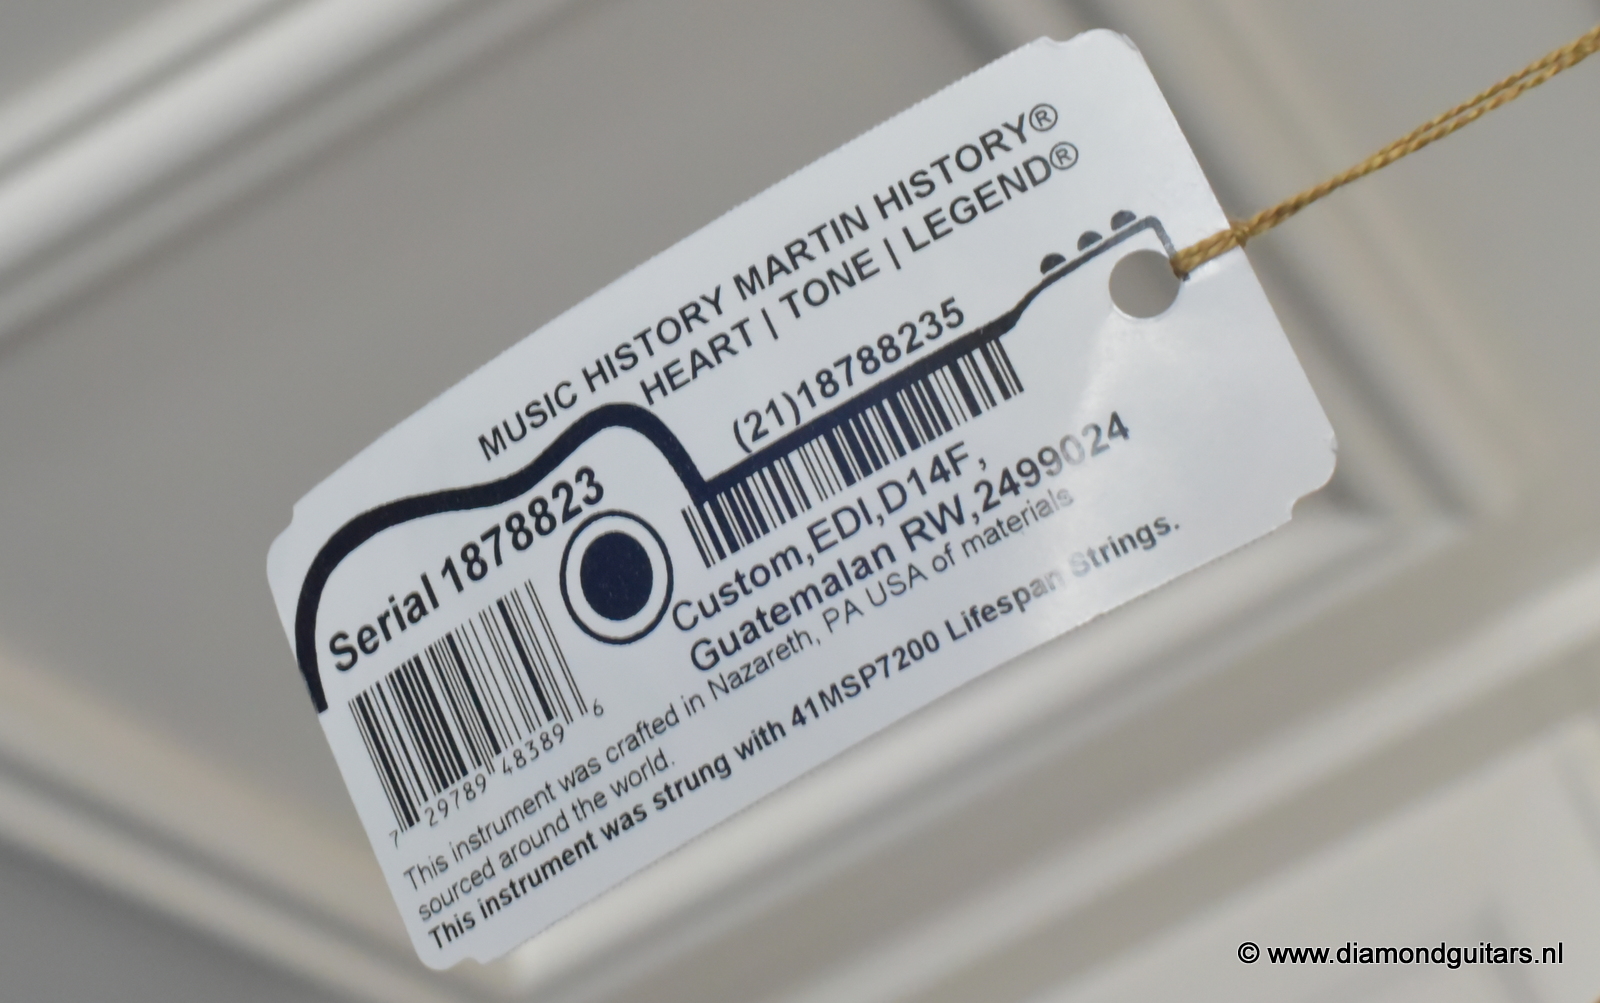 MUSIC HISTORY MARTIN HISTORY®
HEART | TONE | LEGEND®
(21)18788235
Serial 1878823
Custom,EDI,D14F,
Guatemalan RW,2499024
7 29789 48389 6
This instrument was crafted in Nazareth, PA USA of materials
sourced around the world.
This instrument was strung with 41MSP7200 Lifespan Strings.
© www.diamondguitars.nl